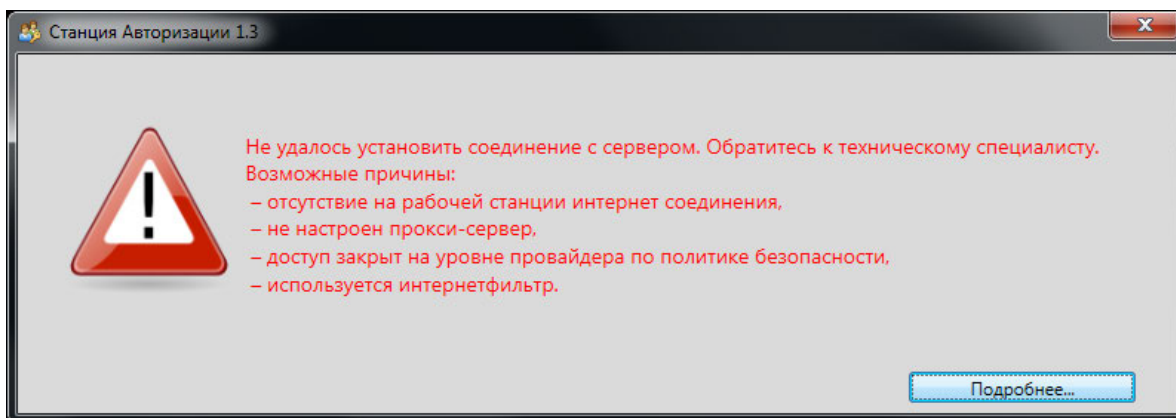 Станция Авторизации 1.3
Не удалось установить соединение с сервером. Обратитесь к техническому специалисту.
Возможные причины:
– отсутствие на рабочей станции интернет соединения,
– не настроен прокси-сервер,
– доступ закрыт на уровне провайдера по политике безопасности,
– используется интернетфильтр.
Подробнее...